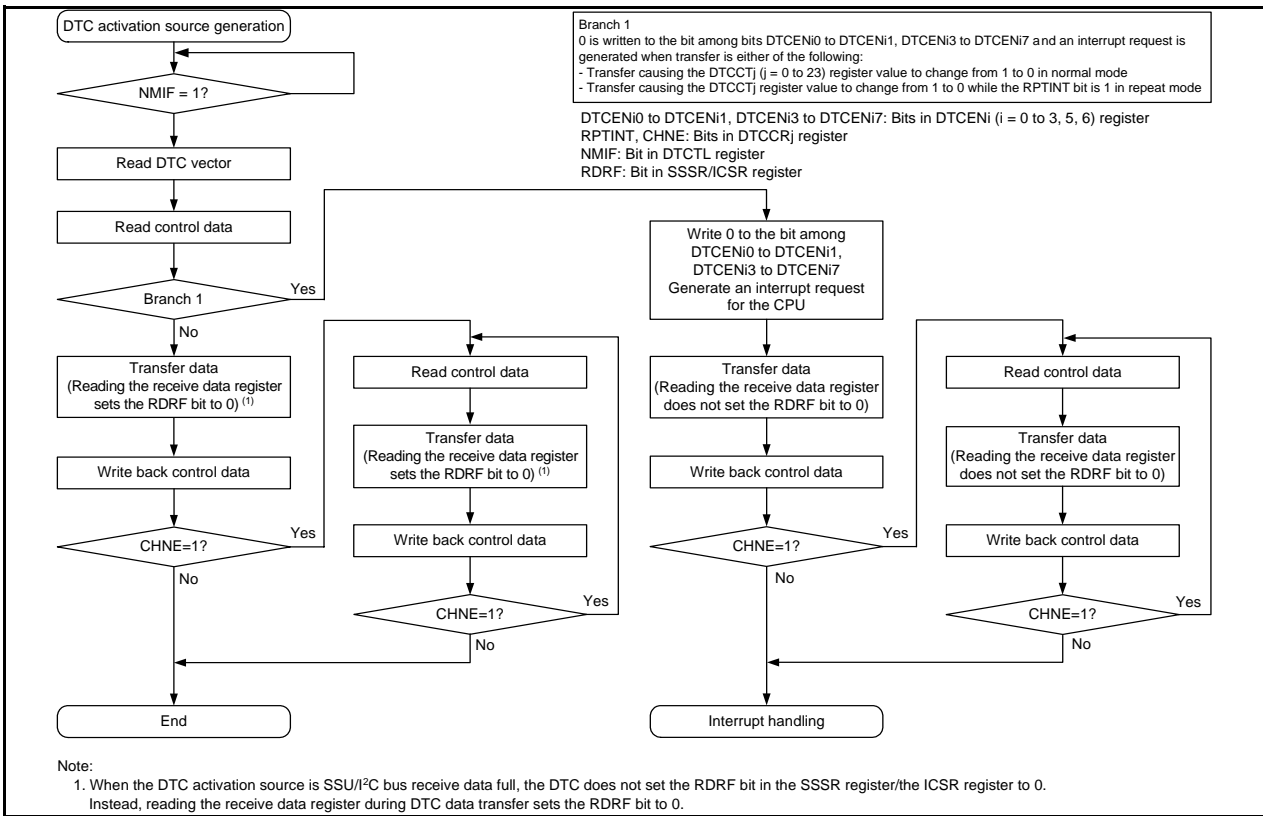 DTC activation source generation
NMIF = 1?
Read DTC vector
Read control data
Branch 1
Yes
No
Transfer data
(Reading the receive data register
sets the RDRF bit to 0) (1)
Write back control data
CHNE=1?
Yes
No
End
Read control data
Transfer data
(Reading the receive data register
sets the RDRF bit to 0) (1)
Write back control data
CHNE=1?
Yes
No
Branch 1
0 is written to the bit among bits DTCENi0 to DTCENi1, DTCENi3 to DTCENi7 and an interrupt request is
generated when transfer is either of the following:
- Transfer causing the DTCCTj (j = 0 to 23) register value to change from 1 to 0 in normal mode
- Transfer causing the DTCCTj register value to change from 1 to 0 while the RPTINT bit is 1 in repeat mode
DTCENi0 to DTCENi1, DTCENi3 to DTCENi7: Bits in DTCENi (i = 0 to 3, 5, 6) register
RPTINT, CHNE: Bits in DTCCRj register
NMIF: Bit in DTCTL register
RDRF: Bit in SSSR/ICSR register
Write 0 to the bit among
DTCENi0 to DTCENi1,
DTCENi3 to DTCENi7
Generate an interrupt request
for the CPU
Transfer data
(Reading the receive data register
does not set the RDRF bit to 0)
Write back control data
CHNE=1?
Yes
No
Interrupt handling
Read control data
Transfer data
(Reading the receive data register
does not set the RDRF bit to 0)
Write back control data
CHNE=1?
Yes
No
Note:
1. When the DTC activation source is SSU/I²C bus receive data full, the DTC does not set the RDRF bit in the SSSR register/the ICSR register to 0.
Instead, reading the receive data register during DTC data transfer sets the RDRF bit to 0.